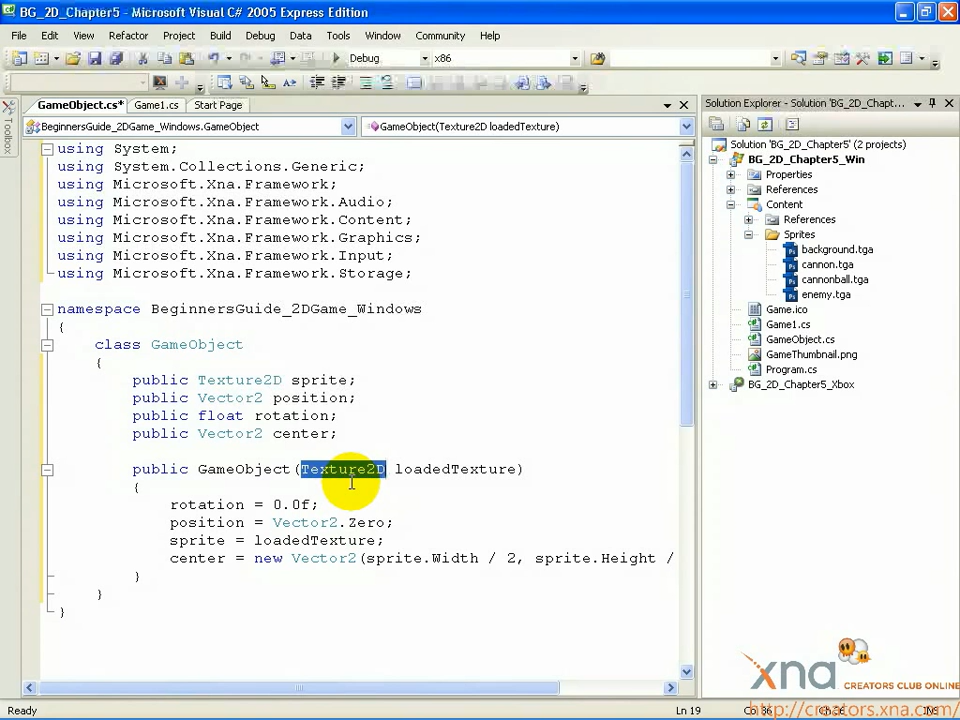 BG_2D_Chapter5 - Microsoft Visual C# 2005 Express Edition
File Edit View Refactor Project Build Debug Data Tools Window Community Help
Debug x86
GameObject.cs* Game1.cs Start Page
Toolbox
BeginnersGuide_2DGame_Windows.GameObject GameObject(Texture2D loadedTexture)
using System;
using System.Collections.Generic;
using Microsoft.Xna.Framework;
using Microsoft.Xna.Framework.Audio;
using Microsoft.Xna.Framework.Content;
using Microsoft.Xna.Framework.Graphics;
using Microsoft.Xna.Framework.Input;
using Microsoft.Xna.Framework.Storage;
namespace BeginnersGuide_2DGame_Windows
{
class GameObject
{
public Texture2D sprite;
public Vector2 position;
public float rotation;
public Vector2 center;
public GameObject(Texture2D loadedTexture)
{
rotation = 0.0f;
position = Vector2.Zero;
sprite = loadedTexture;
center = new Vector2(sprite.Width / 2, sprite.Height /
}
}
}
Solution Explorer - Solution 'BG_2D_Chapt...
Solution 'BG_2D_Chapter5' (2 projects)
BG_2D_Chapter5_Win
Properties
References
Content
References
Sprites
background.tga
cannon.tga
cannonball.tga
enemy.tga
Game.ico
Game1.cs
GameObject.cs
GameThumbnail.png
Program.cs
BG_2D_Chapter5_Xbox
xna CREATORS CLUB ONLINE
http://creators.xna.com/
Ready Ln 19 Col 36 Ch 36 INS